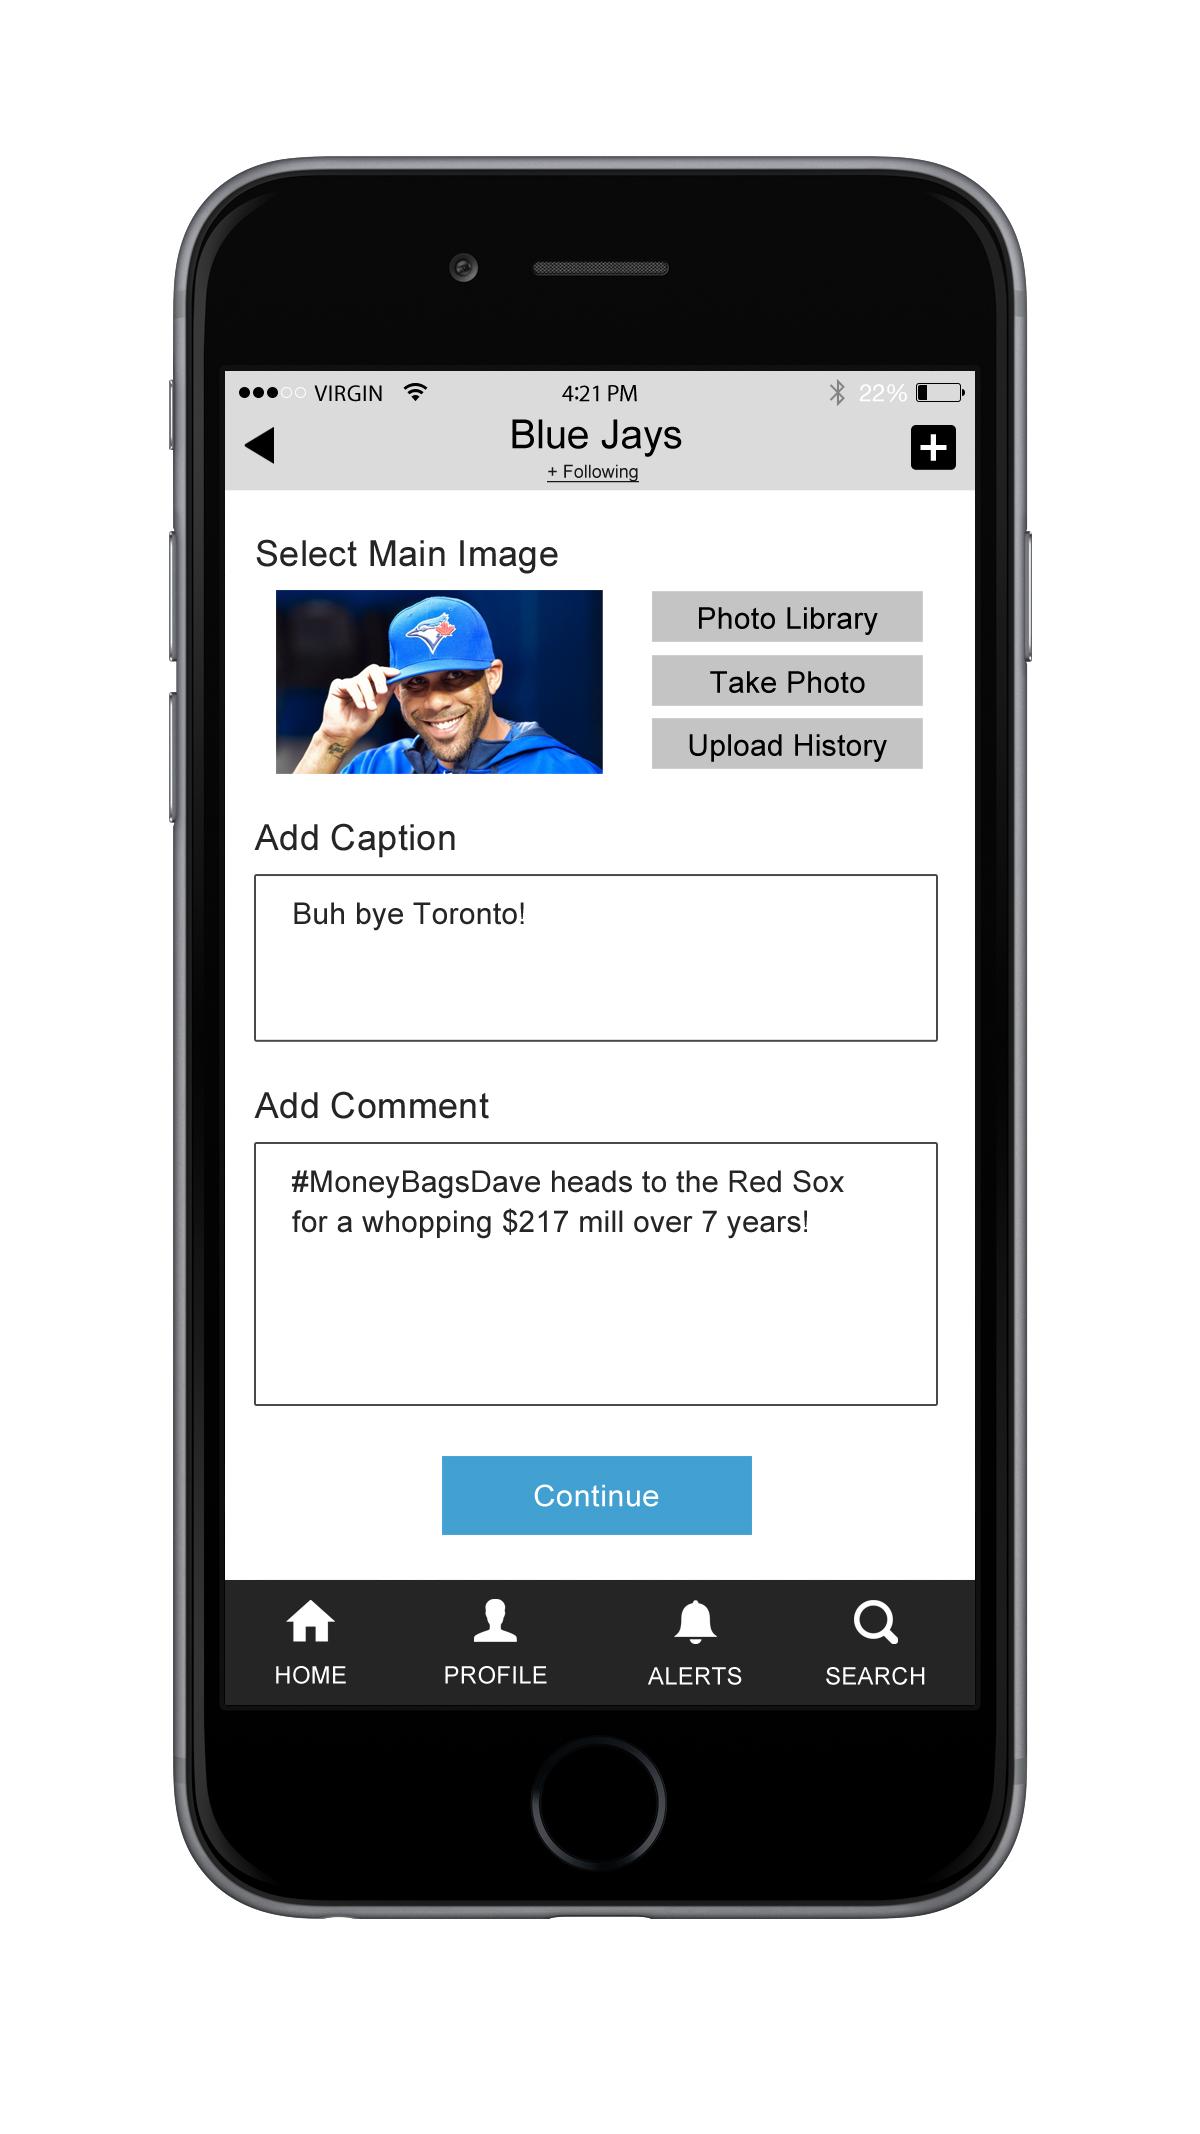 VIRGIN 4:21 PM 22%
Blue Jays
+ Following
Select Main Image
Photo Library
Take Photo
Upload History
Add Caption
Buh bye Toronto!
Add Comment
#MoneyBagsDave heads to the Red Sox
for a whopping $217 mill over 7 years!
Continue
HOME PROFILE ALERTS SEARCH